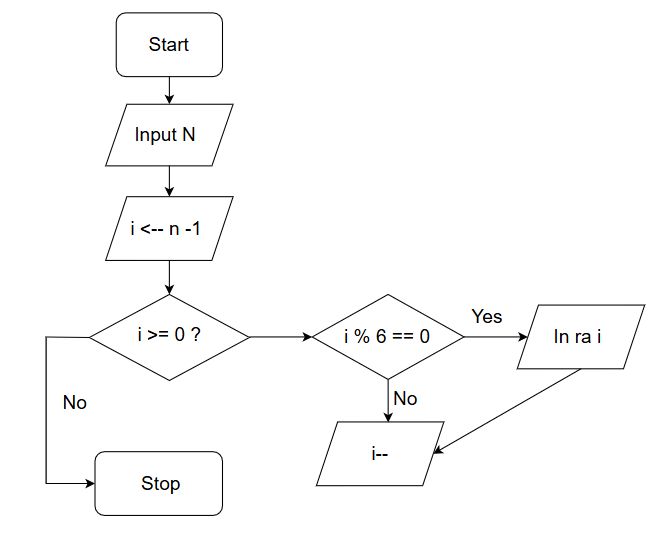 Start
Input N
i <-- n -1
i >= 0 ?
i % 6 == 0
Yes
In ra i
No
No
i--
Stop